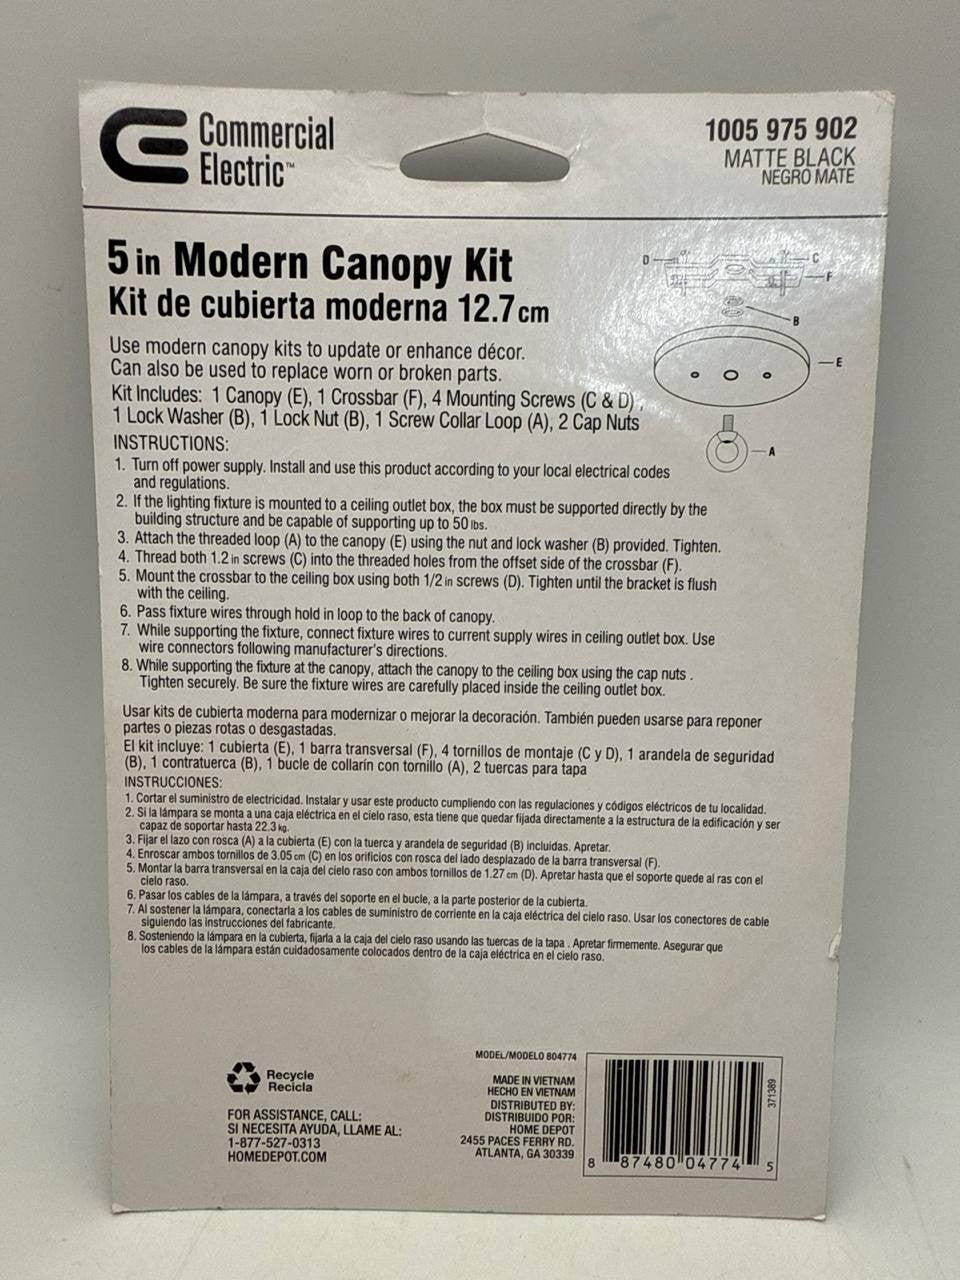 Commercial
Electric™
1005 975 902
MATTE BLACK
NEGRO MATE
5 in Modern Canopy Kit
Kit de cubierta moderna 12.7 cm
D
C
F
B
E
A
Use modern canopy kits to update or enhance décor.
Can also be used to replace worn or broken parts.
Kit Includes: 1 Canopy (E), 1 Crossbar (F), 4 Mounting Screws (C & D),
1 Lock Washer (B), 1 Lock Nut (B), 1 Screw Collar Loop (A), 2 Cap Nuts
INSTRUCTIONS:
1. Turn off power supply. Install and use this product according to your local electrical codes
and regulations.
2. If the lighting fixture is mounted to a ceiling outlet box, the box must be supported directly by the
building structure and be capable of supporting up to 50 lbs.
3. Attach the threaded loop (A) to the canopy (E) using the nut and lock washer (B) provided. Tighten.
4. Thread both 1.2 in screws (C) into the threaded holes from the offset side of the crossbar (F).
5. Mount the crossbar to the ceiling box using both 1/2 in screws (D). Tighten until the bracket is flush
with the ceiling.
6. Pass fixture wires through hold in loop to the back of canopy.
7. While supporting the fixture, connect fixture wires to current supply wires in ceiling outlet box. Use
wire connectors following manufacturer's directions.
8. While supporting the fixture at the canopy, attach the canopy to the ceiling box using the cap nuts .
Tighten securely. Be sure the fixture wires are carefully placed inside the ceiling outlet box.
Usar kits de cubierta moderna para modernizar o mejorar la decoración. También pueden usarse para reponer
partes o piezas rotas o desgastadas.
El kit incluye: 1 cubierta (E), 1 barra transversal (F), 4 tornillos de montaje (C y D), 1 arandela de seguridad
(B), 1 contratuerca (B), 1 bucle de collarín con tornillo (A), 2 tuercas para tapa
INSTRUCCIONES:
1. Cortar el suministro de electricidad. Instalar y usar este producto cumpliendo con las regulaciones y códigos eléctricos de tu localidad.
2. Si la lámpara se monta a una caja eléctrica en el cielo raso, esta tiene que quedar fijada directamente a la estructura de la edificación y ser
capaz de soportar hasta 22.3 kg.
3. Fijar el lazo con rosca (A) a la cubierta (E) con la tuerca y arandela de seguridad (B) incluidas. Apretar.
4. Enroscar ambos tornillos de 3.05 cm (C) en los orificios con rosca del lado desplazado de la barra transversal (F).
5. Montar la barra transversal en la caja del cielo raso con ambos tornillos de 1.27 cm (D). Apretar hasta que el soporte quede al ras con el
cielo raso.
6. Pasar los cables de la lámpara, a través del soporte en el bucle, a la parte posterior de la cubierta.
7. Al sostener la lámpara, conectarla a los cables de suministro de corriente en la caja eléctrica del cielo raso. Usar los conectores de cable
siguiendo las instrucciones del fabricante.
8. Sosteniendo la lámpara en la cubierta, fijarla a la caja del cielo raso usando las tuercas de la tapa . Apretar firmemente. Asegurar que
los cables de la lámpara están cuidadosamente colocados dentro de la caja eléctrica en el cielo raso.
Recycle
Recicla
FOR ASSISTANCE, CALL:
SI NECESITA AYUDA, LLAME AL:
1-877-527-0313
HOMEDEPOT.COM
MODEL/MODELO 804774
MADE IN VIETNAM
HECHO EN VIETNAM
DISTRIBUTED BY:
DISTRIBUIDO POR:
HOME DEPOT
2455 PACES FERRY RD.
ATLANTA, GA 30339
371389
8 87480 04774 5